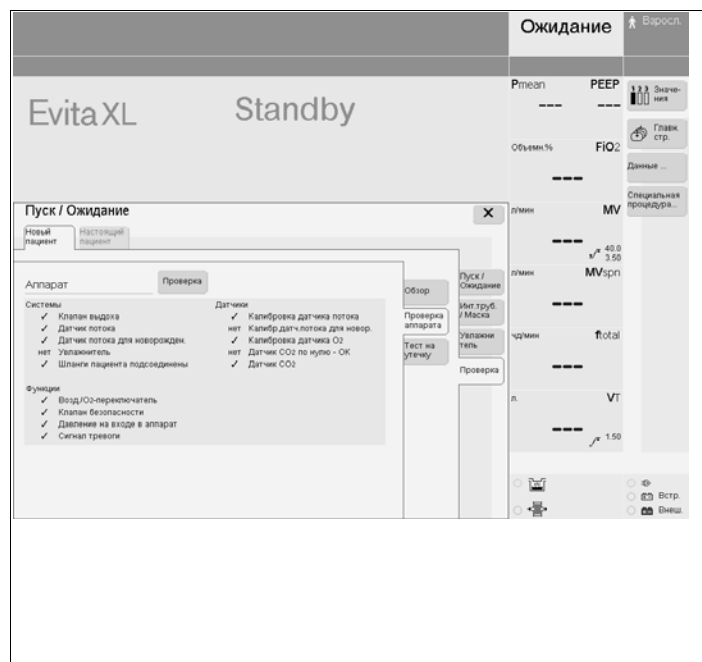 Ожидание
Взросл.
Evita XL
Standby
Pmean PEEP
--- ---
123 Значе-
ния
Главн.
стр.
Объемн.% FiO2
---
Данные ...
Специальная
процедура...
Пуск / Ожидание
X
Новый
пациент
Настоящий
пациент
л/мин MV
---
40.0
3.50
Аппарат
Проверка
Системы
✓ Клапан выдоха
✓ Датчик потока
✓ Датчик потока для новорожден.
нет Увлажнитель
✓ Шланги пациента подсоединены
Датчики
✓ Калибровка датчика потока
нет Калибр.датч.потока для новор.
✓ Калибровка датчика O2
нет Датчик CO2 по нулю - OK
✓ Датчик CO2
Функции
✓ Возд./O2-переключатель
✓ Клапан безопасности
✓ Давление на входе в аппарат
✓ Сигнал тревоги
Обзор
Проверка
аппарата
Тест на
утечку
Пуск /
Ожидание
Инт.труб.
/ Маска
Увлажни
тель
Проверка
л/мин MVspn
---
чд/мин ftotal
---
л. VT
---
1.50
Встр.
Внеш.